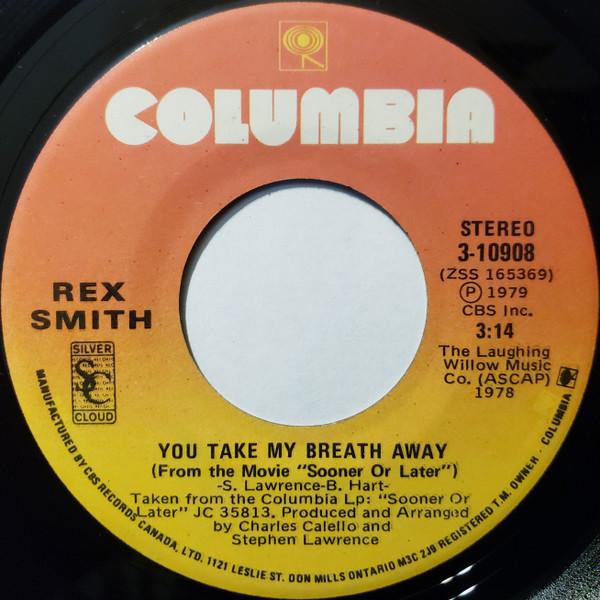 COLUMBIA
STEREO
3-10908
(ZSS 165369)
Ⓟ 1979
CBS Inc.
3:14
The Laughing
Willow Music
Co. (ASCAP)
1978
REX
SMITH
SILVER
SC
CLOUD
YOU TAKE MY BREATH AWAY
(From the Movie "Sooner Or Later")
-S. Lawrence-B. Hart-
Taken from the Columbia Lp: "Sooner Or
Later" JC 35813. Produced and Arranged
by Charles Calello and
Stephen Lawrence
MANUFACTURED BY CBS RECORDS CANADA, LTD. 1121 LESLIE ST. DON MILLS ONTARIO M3C 2J9 REGISTERED T.M. OWNER - COLUMBIA